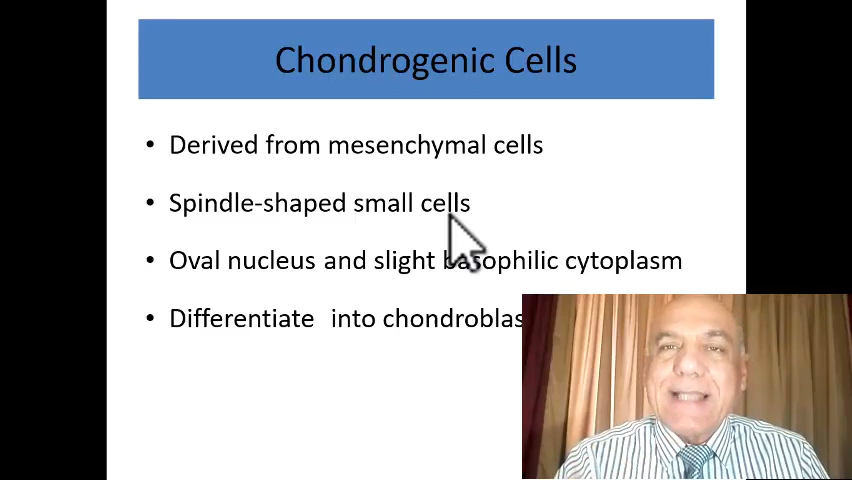 Chondrogenic Cells
• Derived from mesenchymal cells
• Spindle-shaped small cells
• Oval nucleus and slight basophilic cytoplasm
• Differentiate into chondroblas